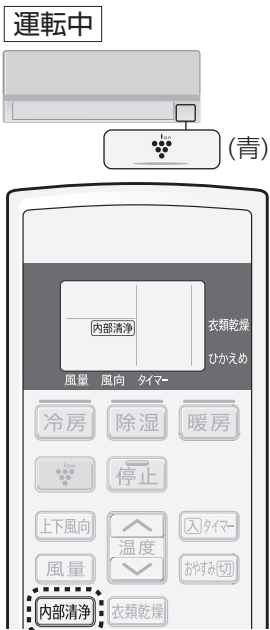 運転中
ion
(青)
内部清浄
衣類乾燥
ひかえめ
風量 風向 タイマー
冷房 除湿 暖房
ion
停止
上下風向 温度 入タイマー
風量 おやすみ切
内部清浄 衣類乾燥